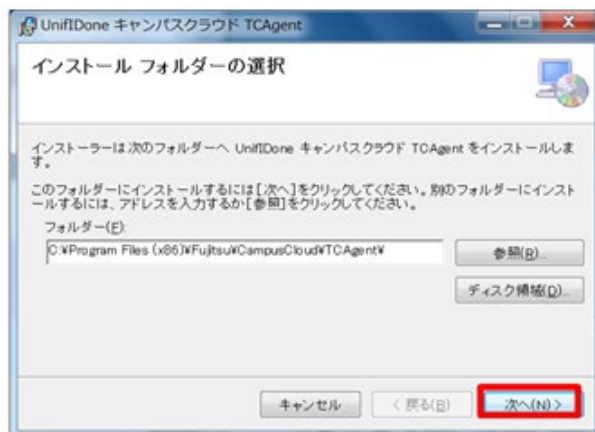 UnifIDone キャンパスクラウド TCAgent
インストール フォルダーの選択
インストーラーは次のフォルダーへ UnifIDone キャンパスクラウド TCAgent をインストールしま
す。
このフォルダーにインストールするには[次へ]をクリックしてください。別のフォルダーにインスト
ールするには、アドレスを入力するか[参照]をクリックしてください。
フォルダー(F):
C:¥Program Files (x86)¥Fujitsu¥CampusCloud¥TCAgent¥
参照(R)...
ディスク領域(D)...
キャンセル
< 戻る(B)
次へ(N) >